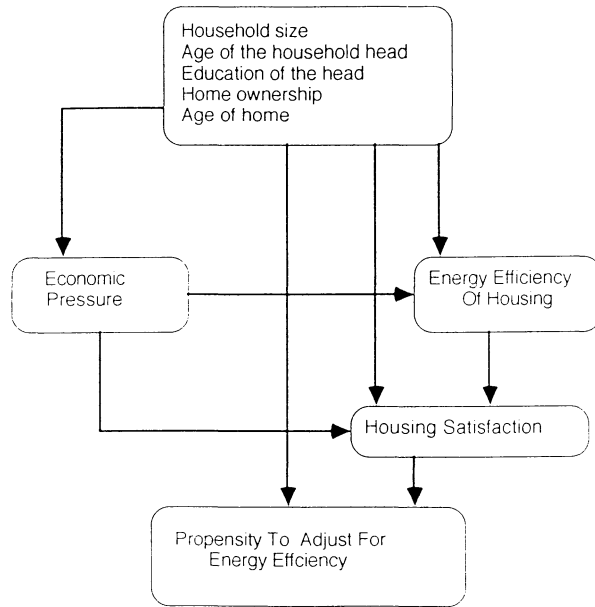 Household size
Age of the household head
Education of the head
Home ownership
Age of home
Economic
Pressure
Energy Efficiency
Of Housing
Housing Satisfaction
Propensity To Adjust For
Energy Effciency